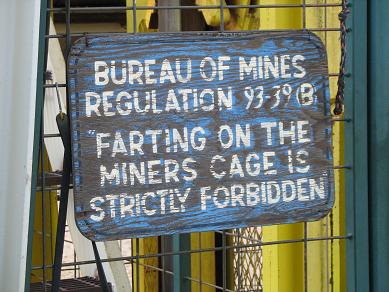 BUREAU OF MINES
REGULATION 93-39(B)
"FARTING ON THE
MINERS CAGE IS
STRICTLY FORBIDDEN"